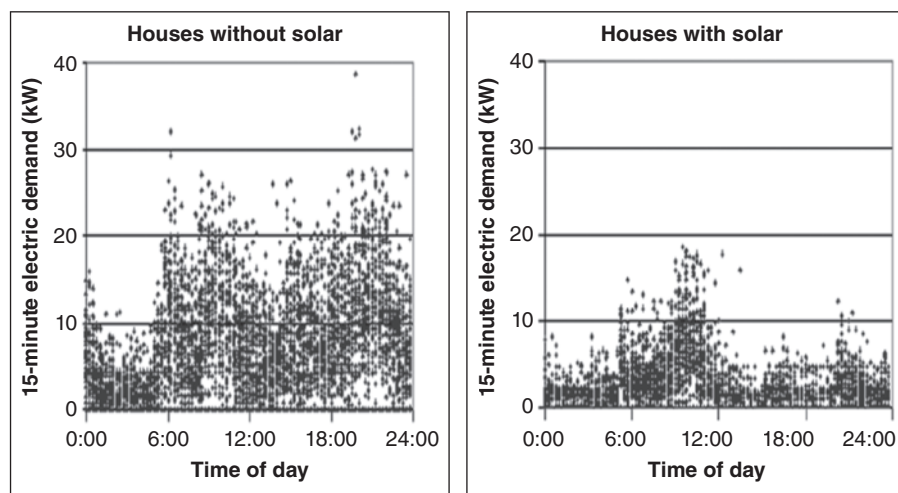 Houses without solar
15-minute electric demand (kW)
40
30
20
10
0
0:00 6:00 12:00 18:00 24:00
Time of day
Houses with solar
15-minute electric demand (kW)
40
30
20
10
0
0:00 6:00 12:00 18:00 24:00
Time of day